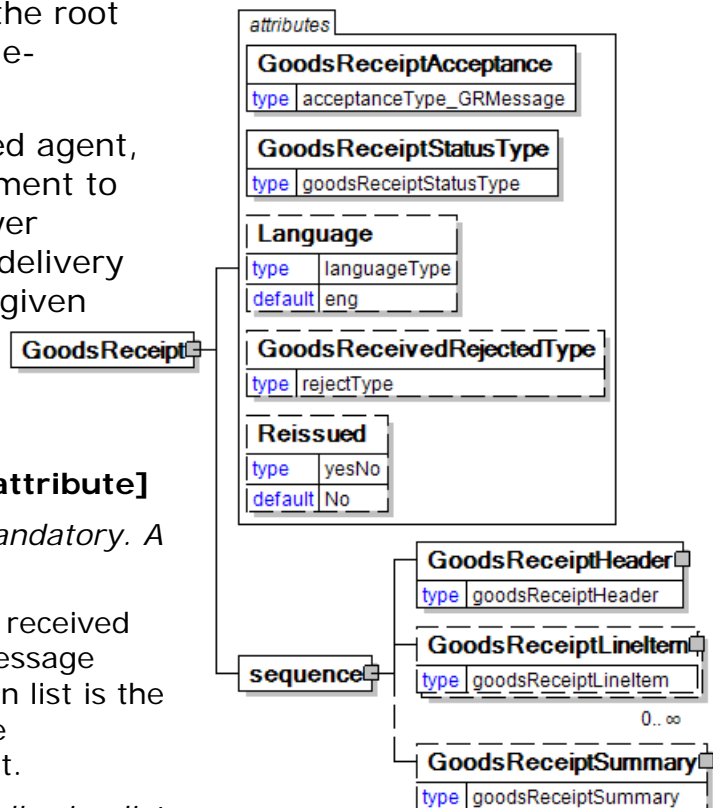 the root
e-
ed agent,
ment to
ver
delivery
given
attribute]
andatory. A
received
essage
n list is the
e
t.
attributes
GoodsReceiptAcceptance
type acceptanceType_GRMessage
GoodsReceiptStatusType
type goodsReceiptStatusType
Language
type languageType
default eng
GoodsReceivedRejectedType
type rejectType
Reissued
type yesNo
default No
GoodsReceipt
sequence
GoodsReceiptHeader
type goodsReceiptHeader
GoodsReceiptLineItem
type goodsReceiptLineItem
0.. ∞
GoodsReceiptSummary
type goodsReceiptSummary